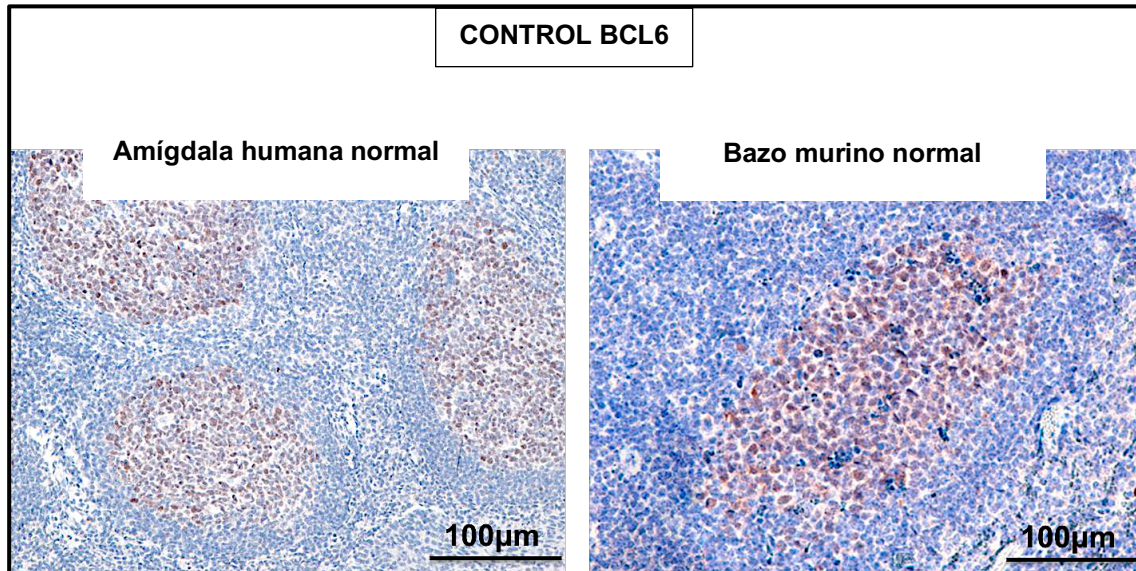 CONTROL BCL6
Amígdala humana normal
Bazo murino normal
100µm
100µm